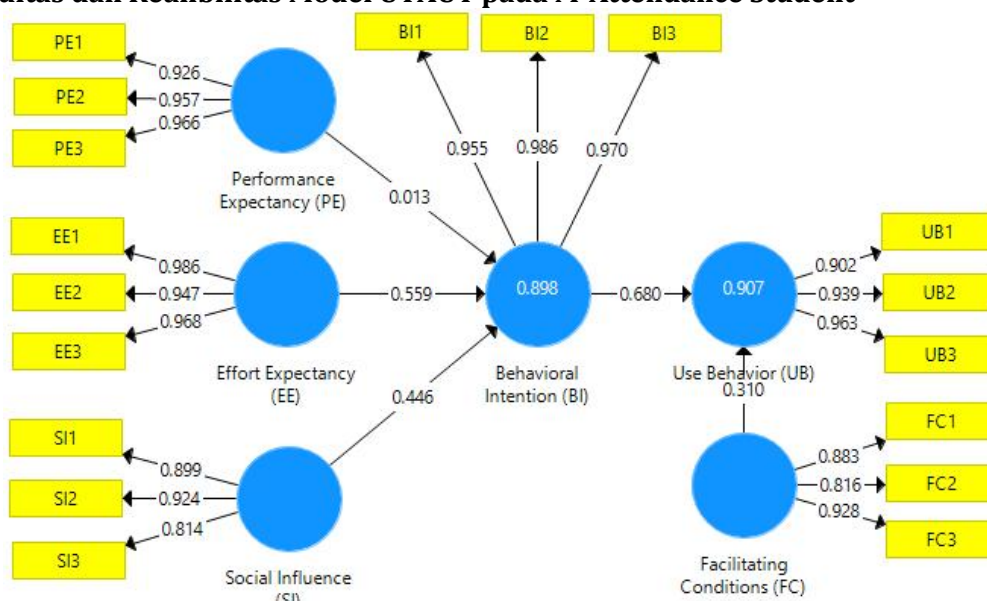 uditas dan Reliabilitas Model UTAUT pada M-Attendance Student
PE1
PE2
PE3
0.926
0.957
0.966
Performance
Expectancy (PE)
0.013
BI1
BI2
BI3
0.955
0.986
0.970
EE1
EE2
EE3
0.986
0.947
0.968
Effort Expectancy
(EE)
0.559
0.898
Behavioral
Intention (BI)
0.680
0.907
Use Behavior (UB)
0.902
0.939
0.963
UB1
UB2
UB3
SI1
SI2
SI3
0.899
0.924
0.814
Social Influence
(SI)
0.446
0.310
Facilitating
Conditions (FC)
0.883
0.816
0.928
FC1
FC2
FC3